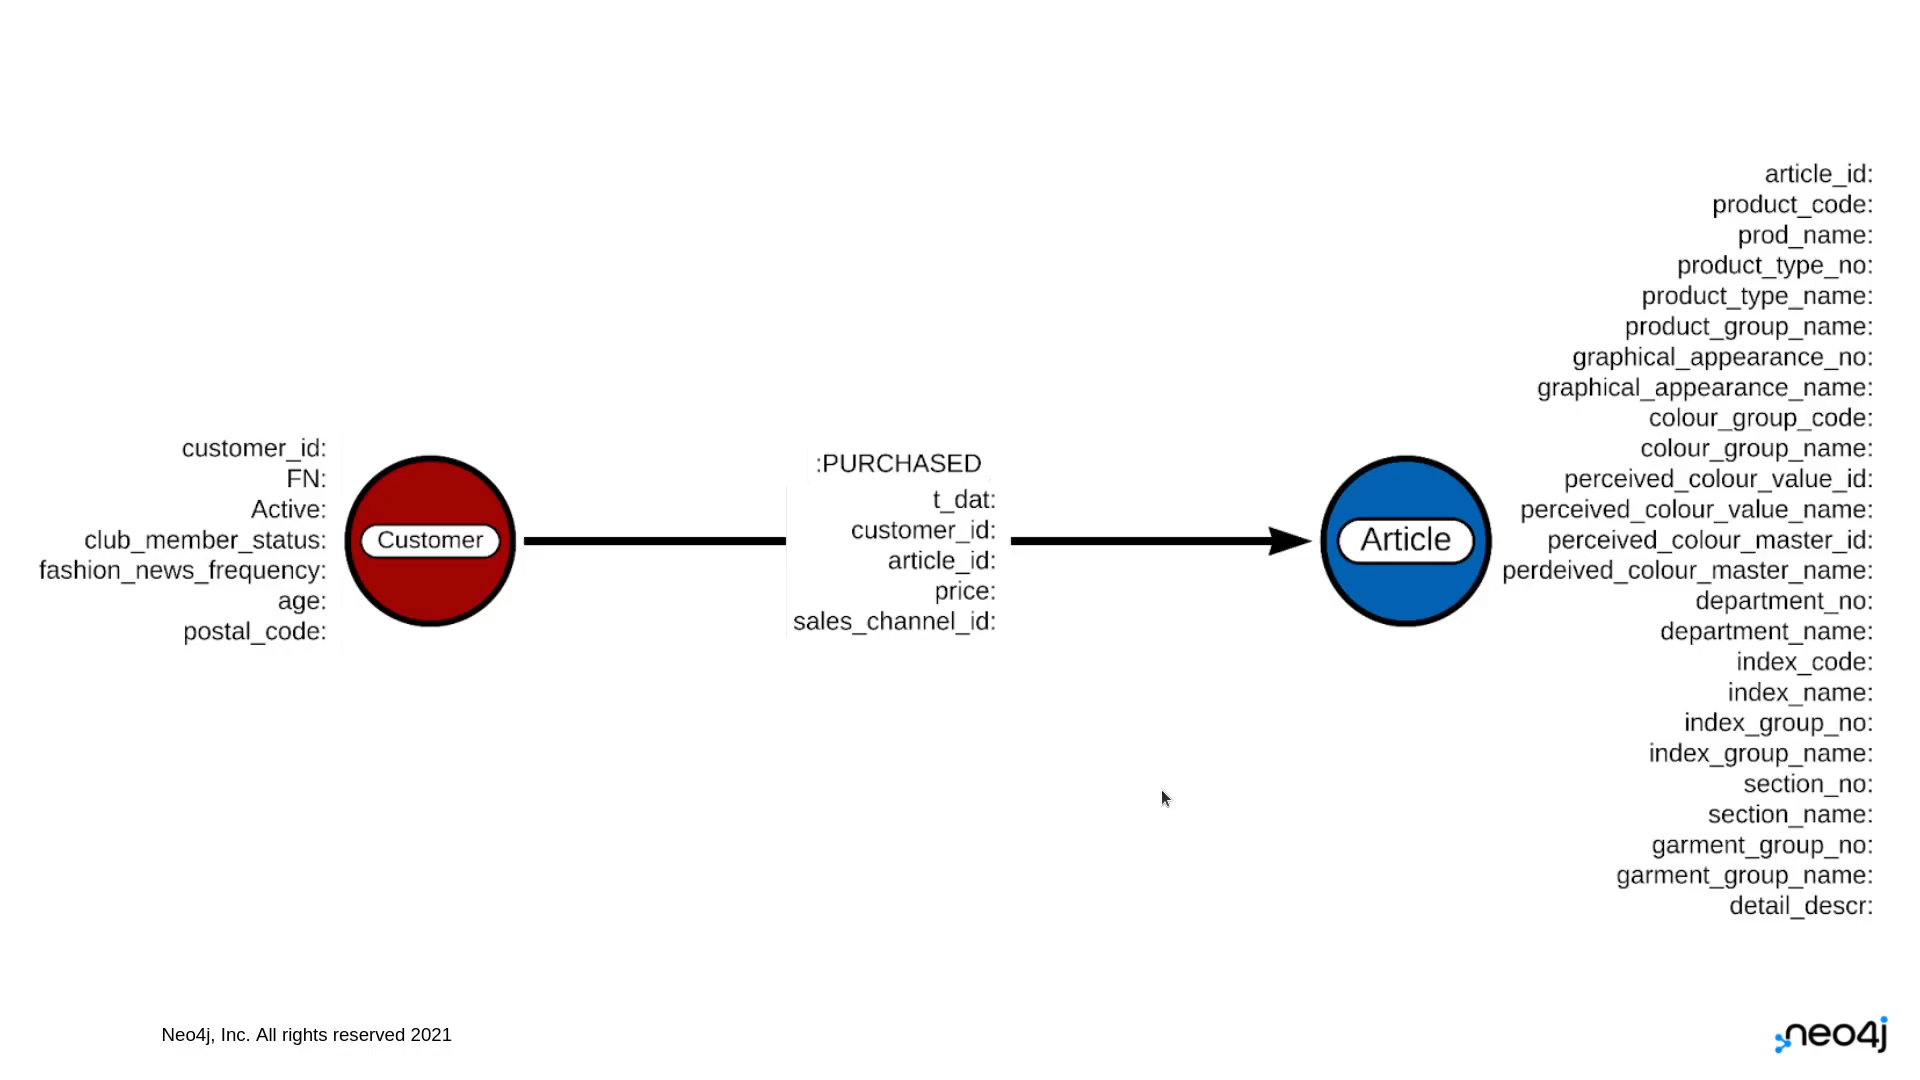 customer_id:
FN:
Active:
club_member_status:
fashion_news_frequency:
age:
postal_code:
Customer
:PURCHASED
t_dat:
customer_id:
article_id:
price:
sales_channel_id:
Article
article_id:
product_code:
prod_name:
product_type_no:
product_type_name:
product_group_name:
graphical_appearance_no:
graphical_appearance_name:
colour_group_code:
colour_group_name:
perceived_colour_value_id:
perceived_colour_value_name:
perceived_colour_master_id:
perdeived_colour_master_name:
department_no:
department_name:
index_code:
index_name:
index_group_no:
index_group_name:
section_no:
section_name:
garment_group_no:
garment_group_name:
detail_descr:
Neo4j, Inc. All rights reserved 2021
neo4j